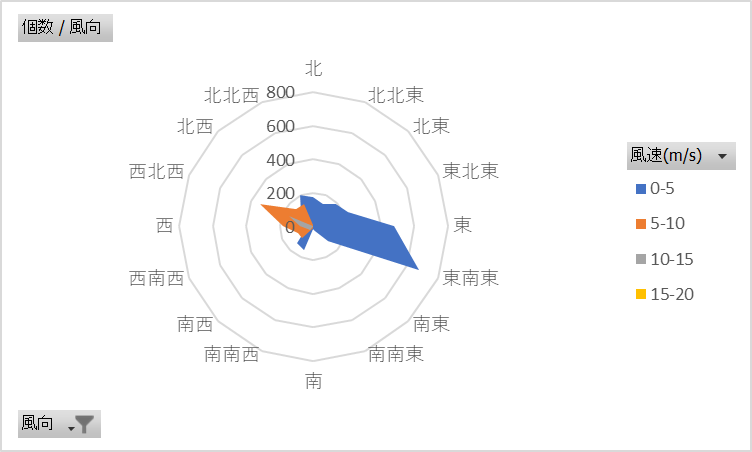 個数 / 風向
北
北北西
800
北北東
北西
600
北東
西北西
400
東北東
風速(m/s)
200
0-5
西
0
東
5-10
10-15
西南西
東南東
15-20
南西
南東
南南西
南南東
南
風向